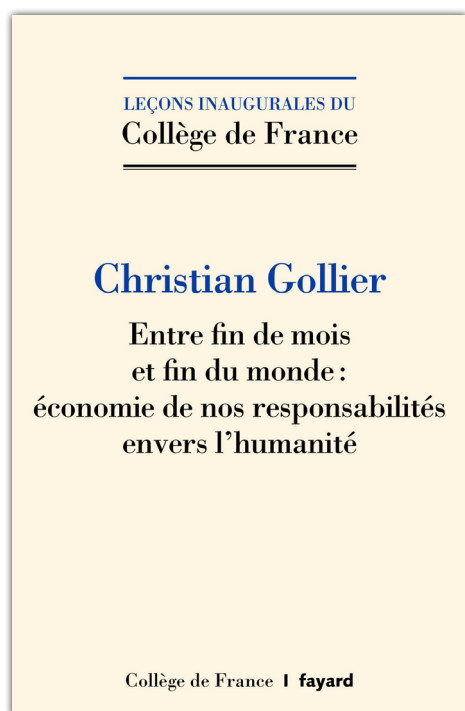 LEÇONS INAUGURALES DU
Collège de France
Christian Gollier
Entre fin de mois
et fin du monde :
économie de nos responsabilités
envers l’humanité
Collège de France I fayard